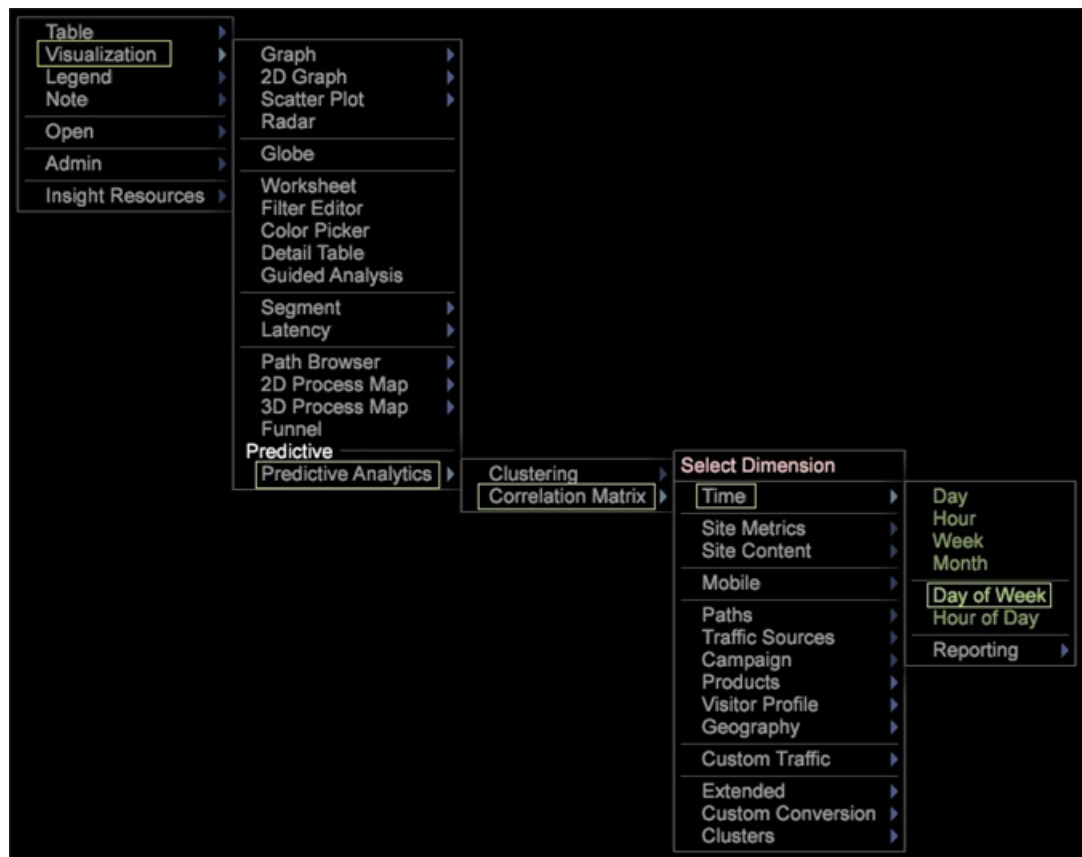 Table
Visualization
Legend
Note
Open
Admin
Insight Resources
Graph
2D Graph
Scatter Plot
Radar
Globe
Worksheet
Filter Editor
Color Picker
Detail Table
Guided Analysis
Segment
Latency
Path Browser
2D Process Map
3D Process Map
Funnel
Predictive
Predictive Analytics
Clustering
Correlation Matrix
Select Dimension
Time
Site Metrics
Site Content
Mobile
Paths
Traffic Sources
Campaign
Products
Visitor Profile
Geography
Custom Traffic
Extended
Custom Conversion
Clusters
Day
Hour
Week
Month
Day of Week
Hour of Day
Reporting